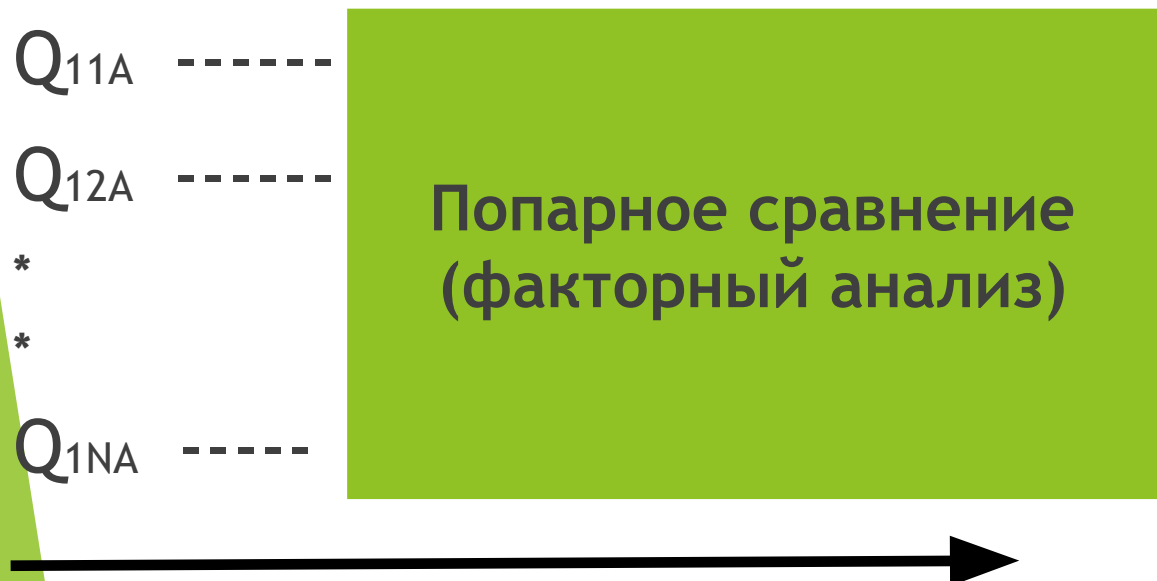 Q11A ------
Q12A ------
*
*
Q1NA -----
Попарное сравнение
(факторный анализ)